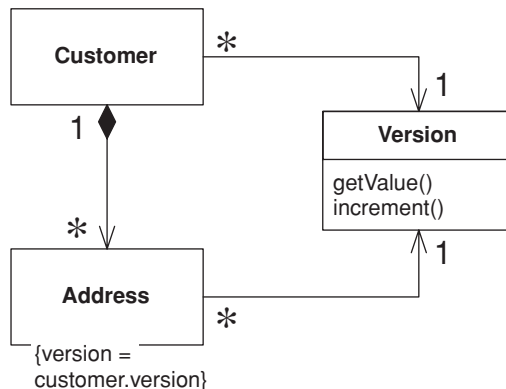 Customer
*
1
1
Version
getValue()
increment()
*
1
Address
*
{version =
customer.version}